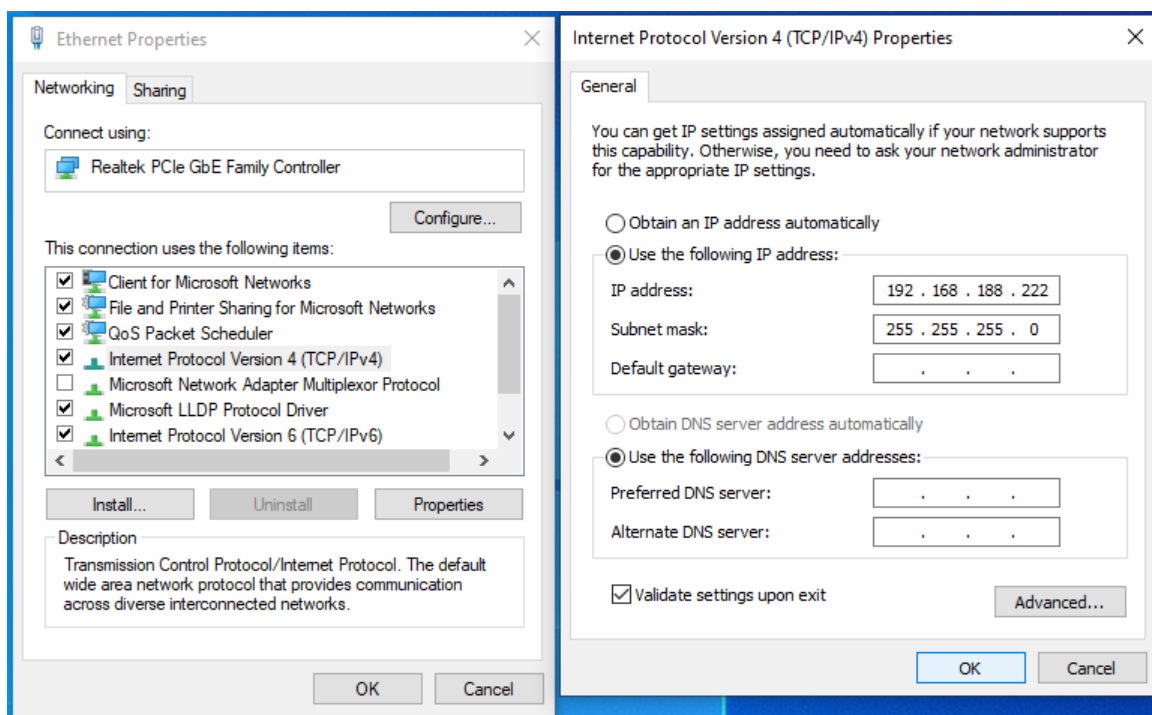 Ethernet Properties
Networking
Sharing
Connect using:
Realtek PCIe GbE Family Controller
Configure...
This connection uses the following items:
Client for Microsoft Networks
File and Printer Sharing for Microsoft Networks
QoS Packet Scheduler
Internet Protocol Version 4 (TCP/IPv4)
Microsoft Network Adapter Multiplexor Protocol
Microsoft LLDP Protocol Driver
Internet Protocol Version 6 (TCP/IPv6)
Install...
Uninstall
Properties
Description
Transmission Control Protocol/Internet Protocol. The default
wide area network protocol that provides communication
across diverse interconnected networks.
OK
Cancel
Internet Protocol Version 4 (TCP/IPv4) Properties
General
You can get IP settings assigned automatically if your network supports
this capability. Otherwise, you need to ask your network administrator
for the appropriate IP settings.
Obtain an IP address automatically
Use the following IP address:
IP address:
192 . 168 . 188 . 222
Subnet mask:
255 . 255 . 255 . 0
Default gateway:
. . .
Obtain DNS server address automatically
Use the following DNS server addresses:
Preferred DNS server:
. . .
Alternate DNS server:
. . .
Validate settings upon exit
Advanced...
OK
Cancel